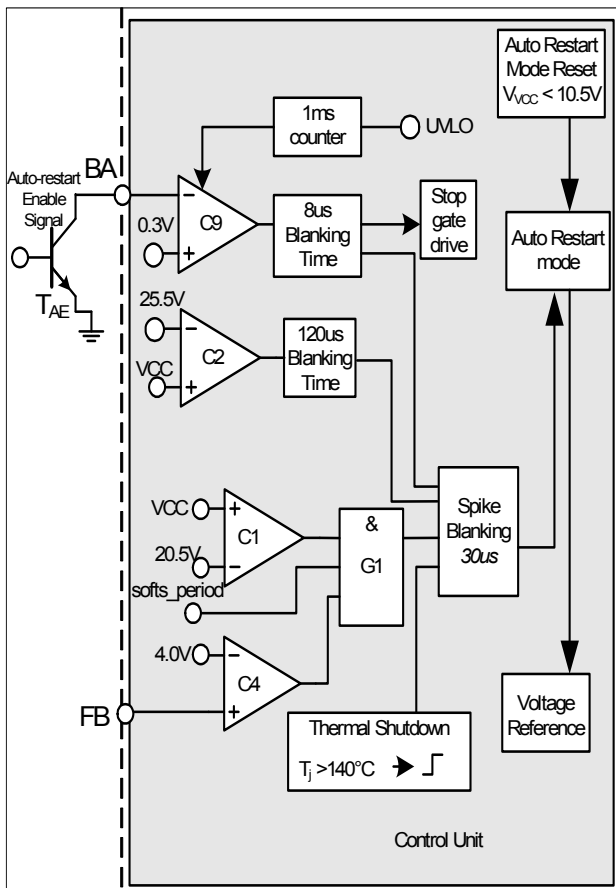 Auto Restart
Mode Reset
VVCC < 10.5V
1ms
counter
UVLO
BA
Auto-restart
Enable
Signal
C9
0.3V
8us
Blanking
Time
Stop
gate
drive
Auto Restart
mode
TAE
25.5V
C2
VCC
120us
Blanking
Time
VCC
C1
20.5V
softs_period
&
G1
Spike
Blanking
30us
4.0V
C4
FB
Thermal Shutdown
Tj >140°C
Voltage
Reference
Control Unit